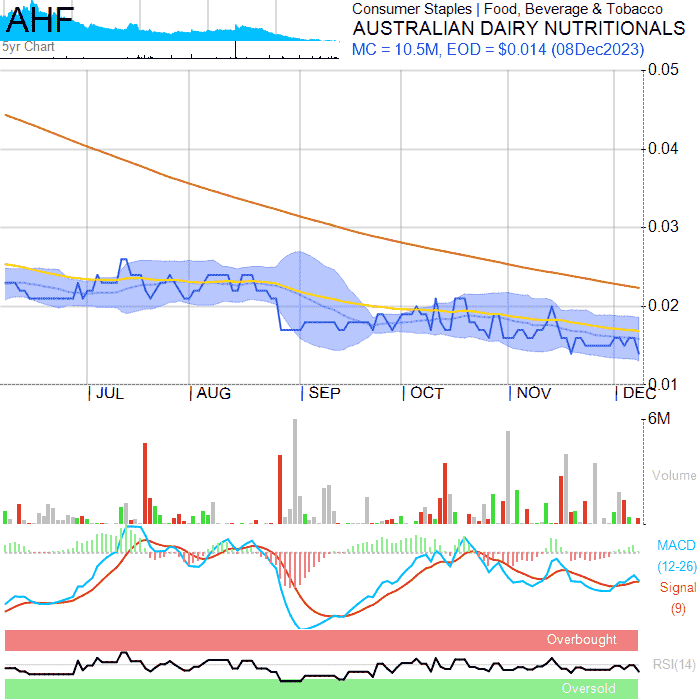 AHF
5yr Chart
Consumer Staples | Food, Beverage & Tobacco
AUSTRALIAN DAIRY NUTRITIONALS
MC = 10.5M, EOD = $0.014 (08Dec2023)
0.05
0.04
0.03
0.02
0.01
JUL
AUG
SEP
OCT
NOV
DEC
6M
Volume
MACD
(12-26)
Signal
(9)
Overbought
RSI(14)
Oversold